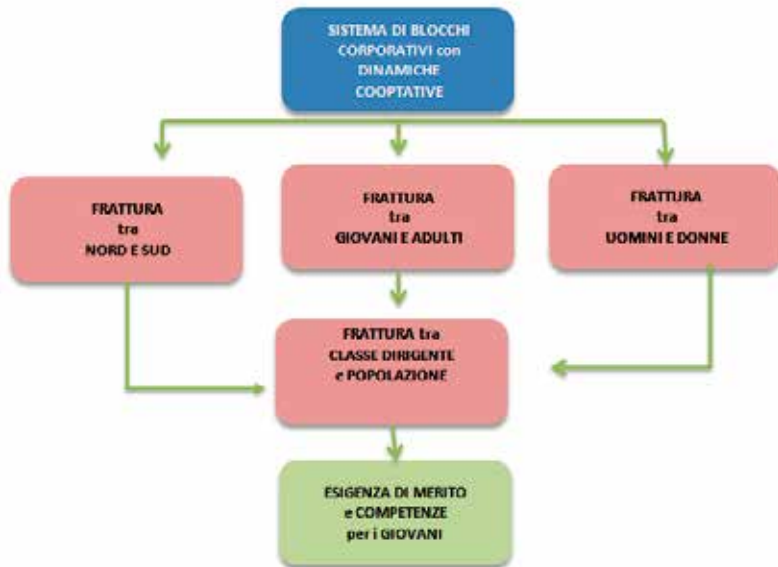 SISTEMA DI BLOCCHI
CORPORATIVI con
DINAMICHE
COOPTATIVE
FRATTURA
tra
NORD E SUD
FRATTURA
tra
GIOVANI E ADULTI
FRATTURA
tra
UOMINI E DONNE
FRATTURA tra
CLASSE DIRIGENTE
e POPOLAZIONE
ESIGENZA DI MERITO
e COMPETENZE
per i GIOVANI